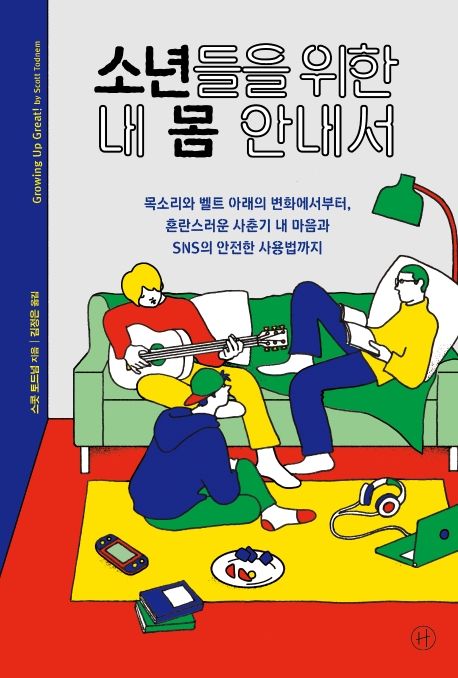 소년들을 위한
내 몸 안내서
목소리와 벨트 아래의 변화에서부터,
혼란스러운 사춘기 내 마음과
SNS의 안전한 사용법까지
Growing Up Great! by Scott Todnem
스콧 토드넘 지음 | 김정은 옮김
H